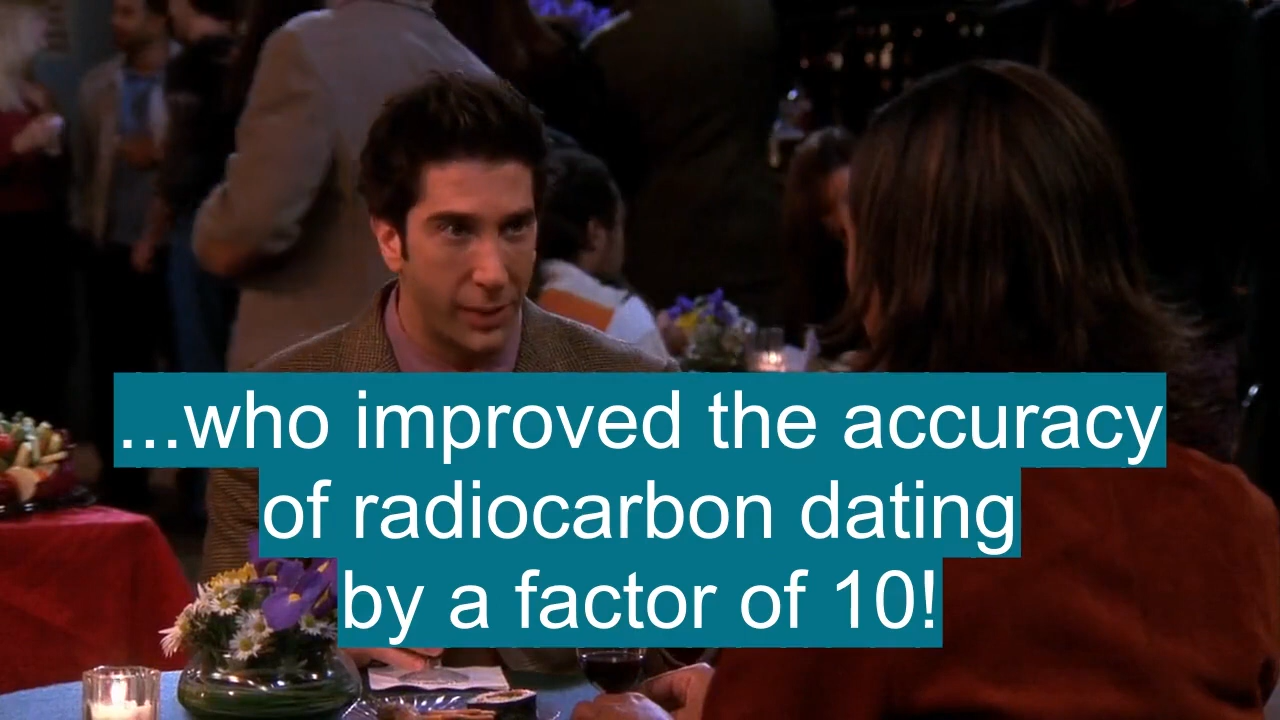 ...who improved the accuracy
of radiocarbon dating
by a factor of 10!